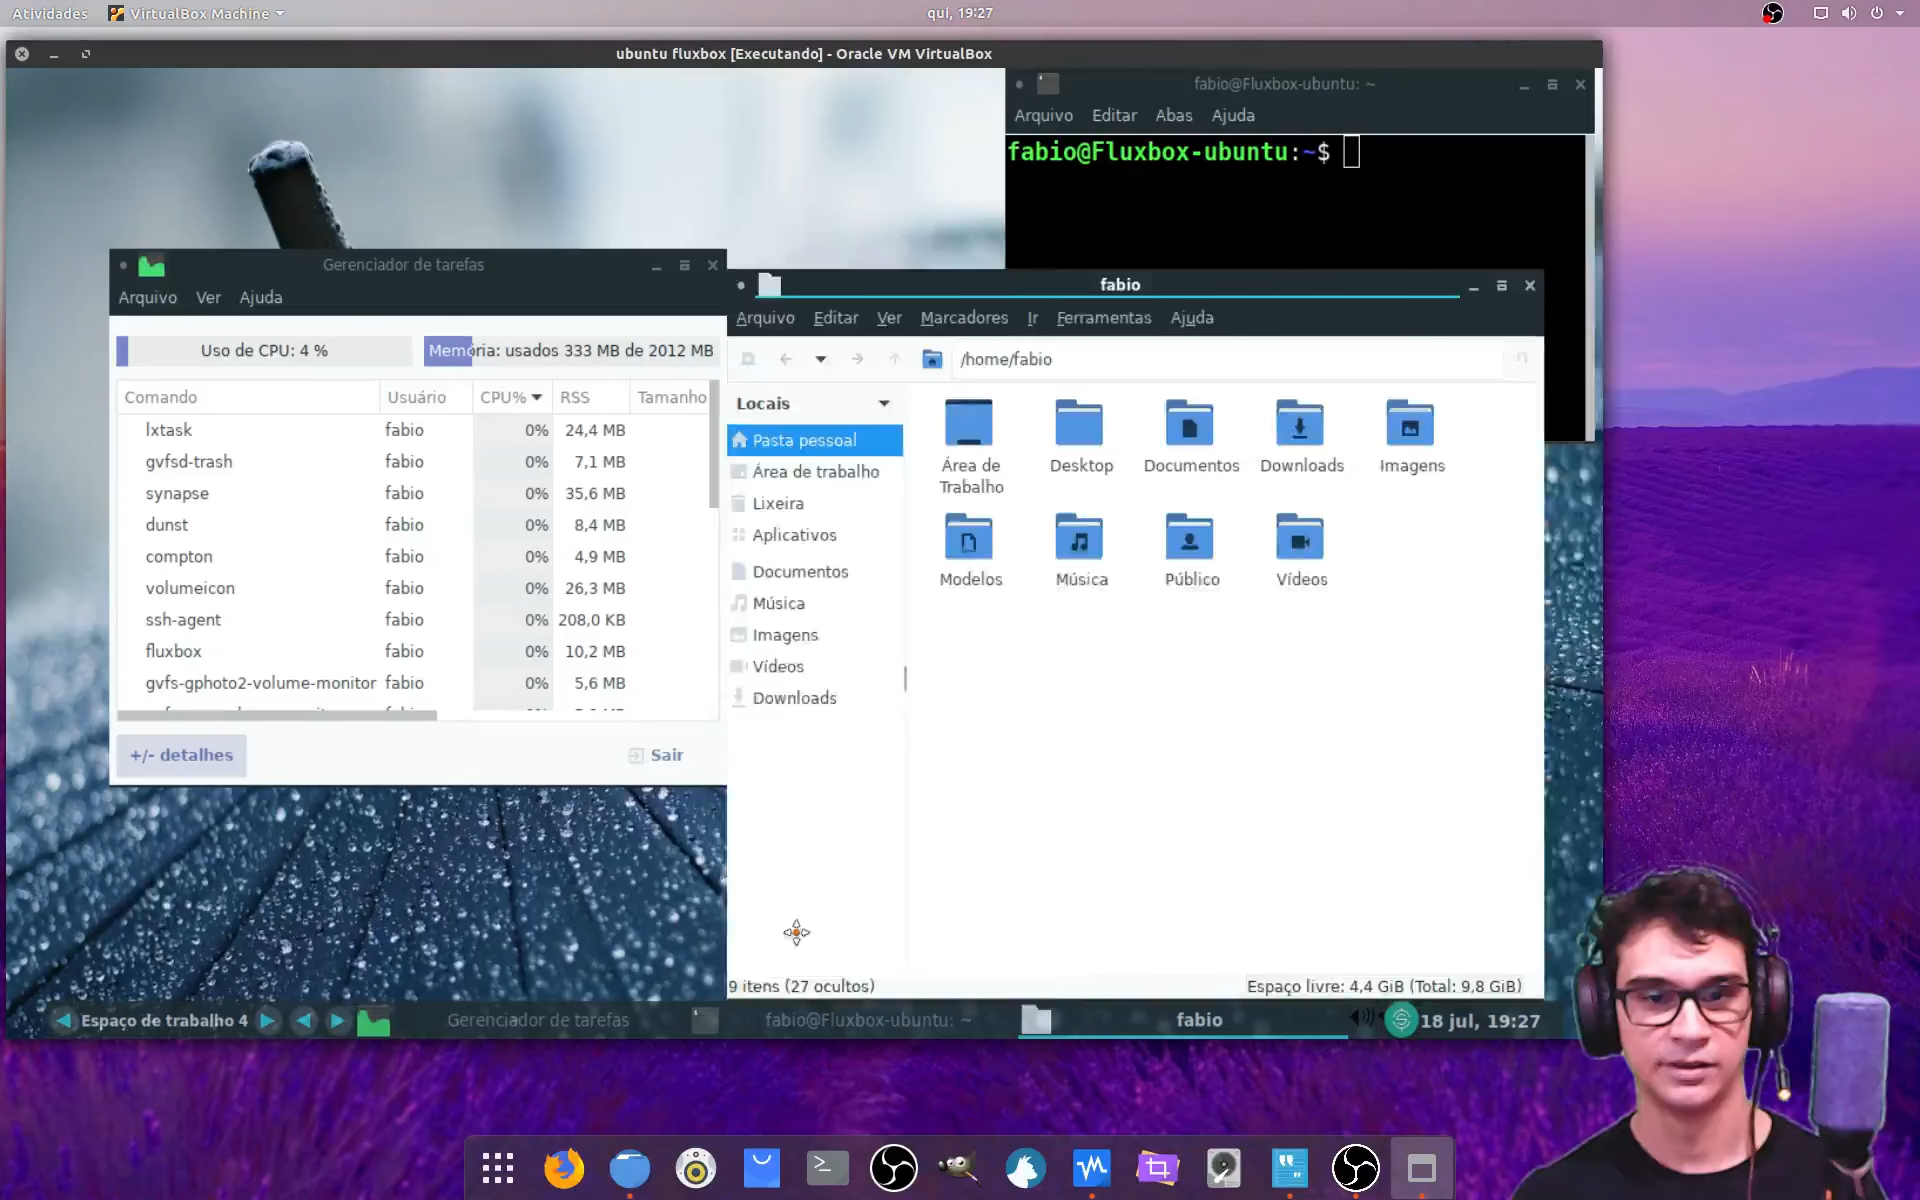 Atividades
VirtualBox Machine
qui, 19:27
ubuntu fluxbox [Executando] - Oracle VM VirtualBox
fabio@Fluxbox-ubuntu: ~
Arquivo Editar Abas Ajuda
fabio@Fluxbox-ubuntu:~$
Gerenciador de tarefas
Arquivo Ver Ajuda
Uso de CPU: 4 %
Memória: usados 333 MB de 2012 MB
Comando Usuário CPU% RSS Tamanho
lxtask fabio 0% 24,4 MB
gvfsd-trash fabio 0% 7,1 MB
synapse fabio 0% 35,6 MB
dunst fabio 0% 8,4 MB
compton fabio 0% 4,9 MB
volumeicon fabio 0% 26,3 MB
ssh-agent fabio 0% 208,0 KB
fluxbox fabio 0% 10,2 MB
gvfs-gphoto2-volume-monitor fabio 0% 5,6 MB
+/- detalhes
Sair
fabio
Arquivo Editar Ver Marcadores Ir Ferramentas Ajuda
/home/fabio
Locais
Pasta pessoal
Área de trabalho
Lixeira
Aplicativos
Documentos
Música
Imagens
Vídeos
Downloads
Área de
Trabalho
Desktop
Documentos
Downloads
Imagens
Modelos
Música
Público
Vídeos
9 itens (27 ocultos)
Espaço livre: 4,4 GiB (Total: 9,8 GiB)
Espaço de trabalho 4
Gerenciador de tarefas
fabio@Fluxbox-ubuntu: ~
fabio
18 jul, 19:27